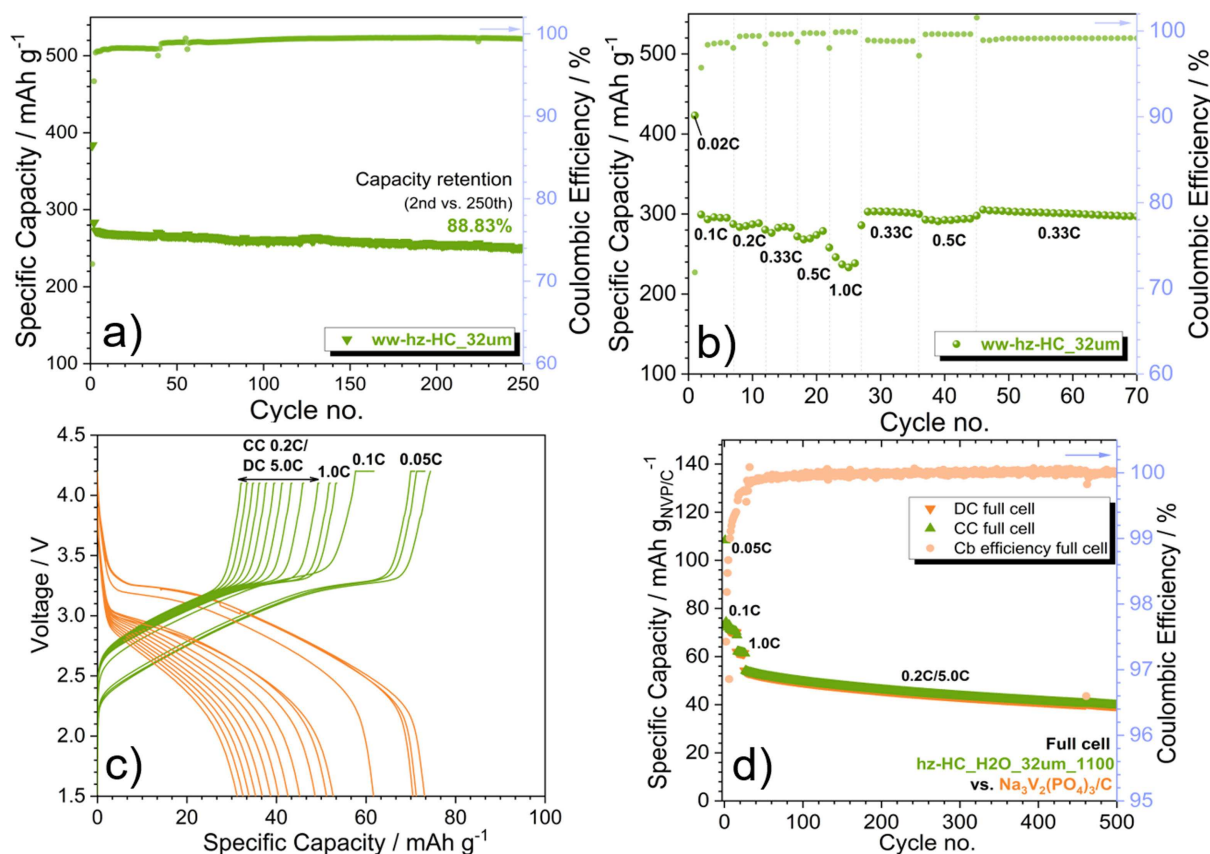 Specific Capacity / mAh g-1
500
400
300
200
100
0
50
100
150
200
250
Cycle no.
100
90
80
70
60
Coulombic Efficiency / %
Capacity retention
(2nd vs. 250th)
88.83%
ww-hz-HC_32um
a)
Specific Capacity / mAh g-1
500
400
300
200
100
0
10
20
30
40
50
60
70
Cycle no.
100
90
80
70
60
Coulombic Efficiency / %
0.02C
0.1C
0.2C
0.33C
0.5C
1.0C
0.33C
0.5C
0.33C
ww-hz-HC_32um
b)
Voltage / V
4.5
4.0
3.5
3.0
2.5
2.0
1.5
0
20
40
60
80
100
Specific Capacity / mAh g-1
CC 0.2C/
DC 5.0C
1.0C
0.1C
0.05C
c)
Specific Capacity / mAh gNVP/C-1
140
120
100
80
60
40
20
0
0
100
200
300
400
500
Cycle no.
100
99
98
97
96
95
Coulombic Efficiency / %
DC full cell
CC full cell
Cb efficiency full cell
0.05C
0.1C
1.0C
0.2C/5.0C
Full cell
hz-HC_H2O_32um_1100
vs. Na3V2(PO4)3/C
d)